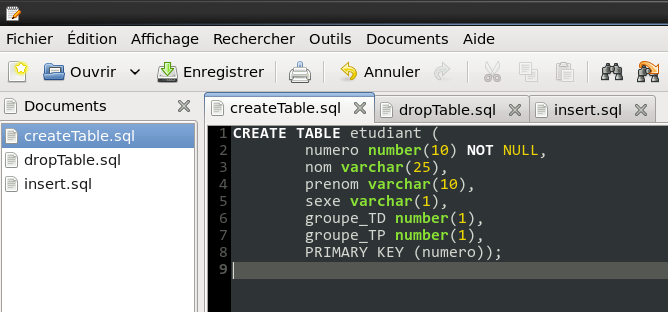 Fichier Édition Affichage Rechercher Outils Documents Aide
Ouvrir Enregistrer Annuler
Documents
createTable.sql
dropTable.sql
insert.sql
createTable.sql dropTable.sql insert.sql
1 CREATE TABLE etudiant (
2 numero number(10) NOT NULL,
3 nom varchar(25),
4 prenom varchar(10),
5 sexe varchar(1),
6 groupe_TD number(1),
7 groupe_TP number(1),
8 PRIMARY KEY (numero));
9